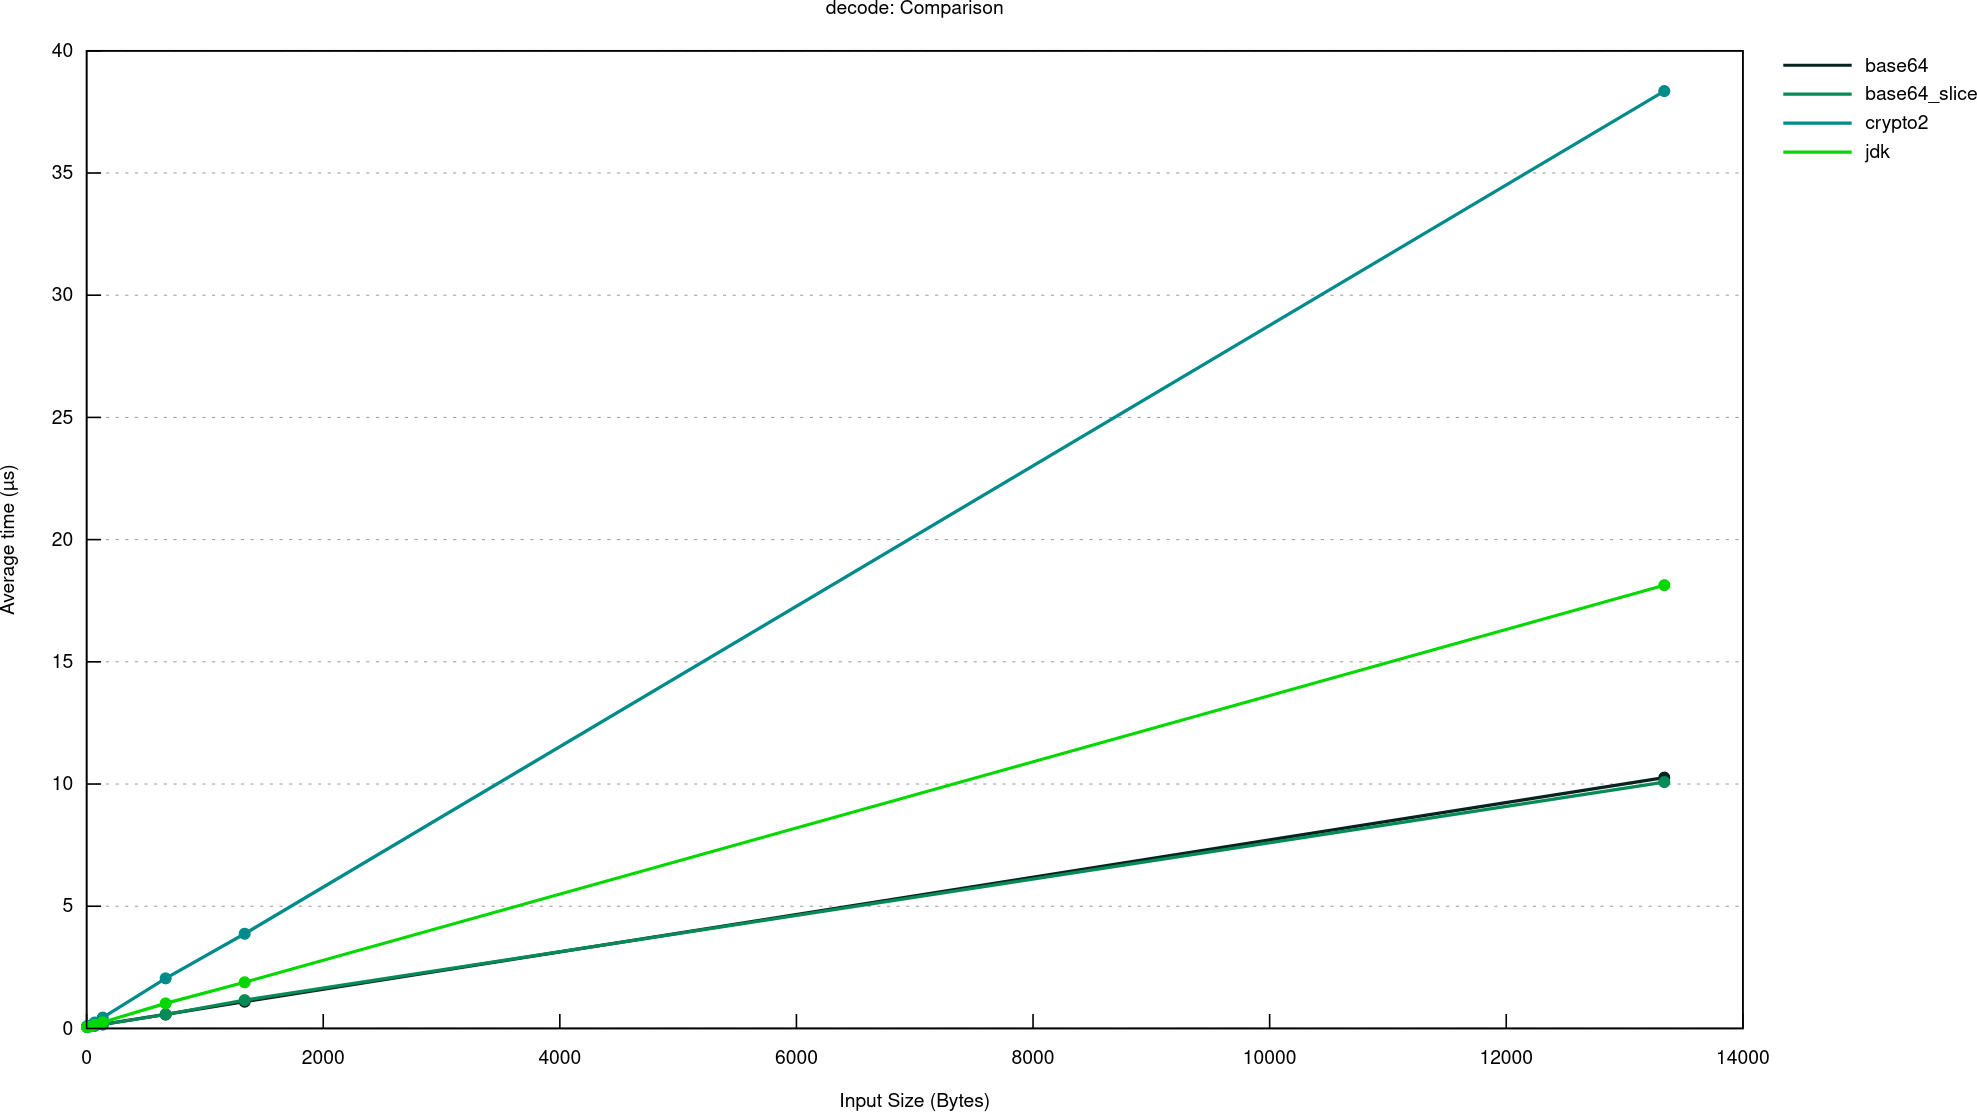 decode: Comparison
40
35
30
25
20
15
10
5
0
Average time (µs)
0 2000 4000 6000 8000 10000 12000 14000
Input Size (Bytes)
base64
base64_slice
crypto2
jdk